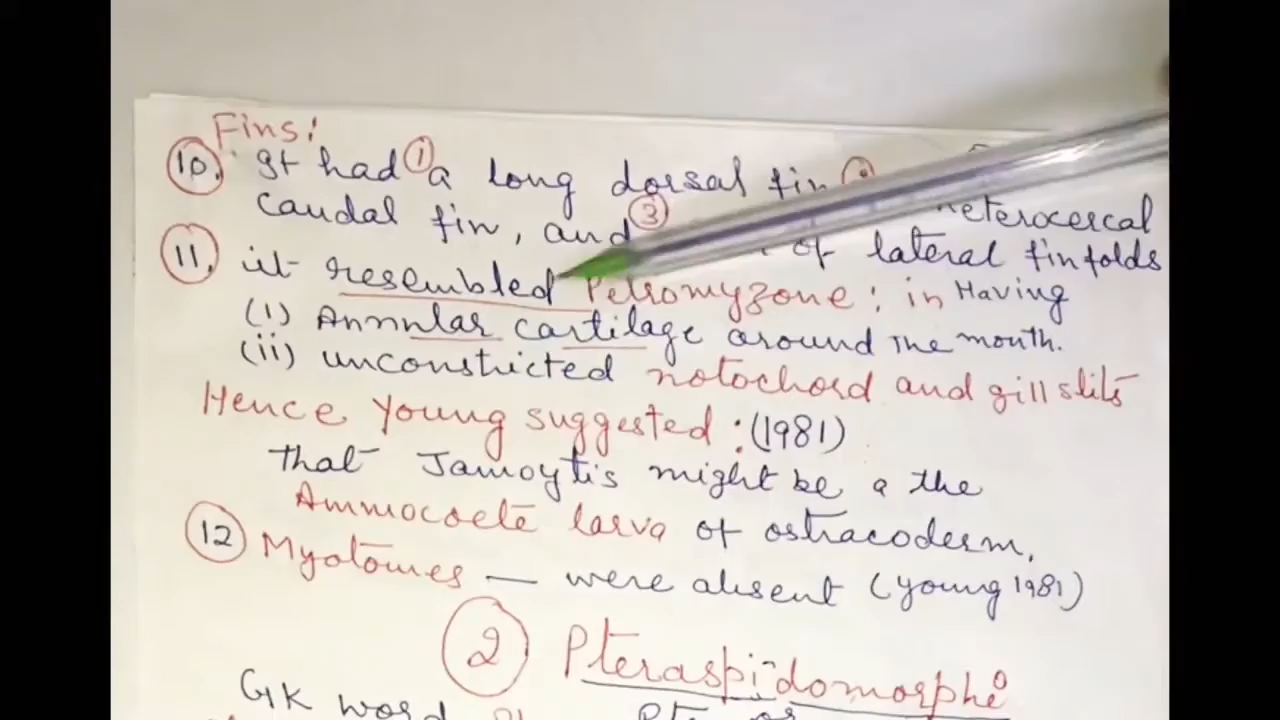 Fins!
10. It had ① a long dorsal fin
caudal fin, and ③ heterocercal
of lateral finfolds
11. it resembled Petromyzone: in Having
(i) Annular cartilage around The mouth.
(ii) unconstricted notochord and gill slits
Hence Young suggested: (1981)
that Jamoytis might be a the
Ammocoete larva of ostracoderm.
12 Myotomes — were absent (Young 1981)
② Pteraspidomorphi
GK word